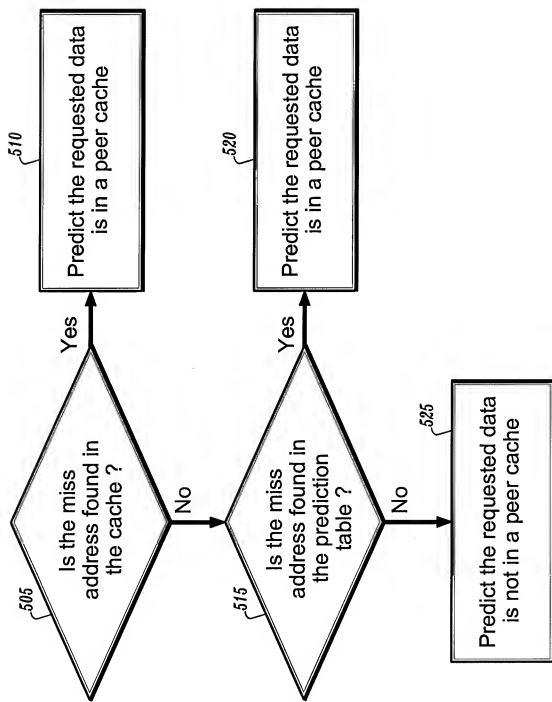 505
Is the miss
address found in
the cache ?
Yes
510
Predict the requested data
is in a peer cache
No
515
Is the miss
address found in
the prediction
table ?
Yes
520
Predict the requested data
is in a peer cache
No
525
Predict the requested data
is not in a peer cache